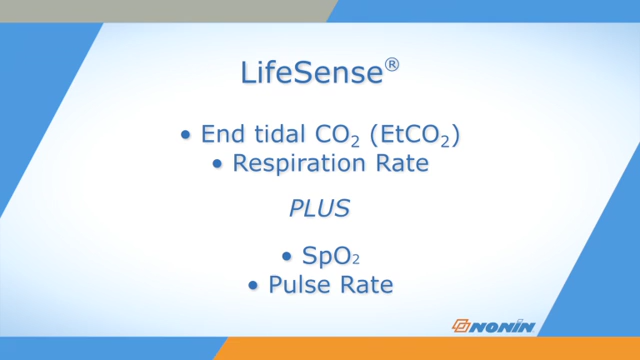 LifeSense®
• End tidal CO₂ (EtCO₂)
• Respiration Rate
PLUS
• SpO₂
• Pulse Rate
NONIN